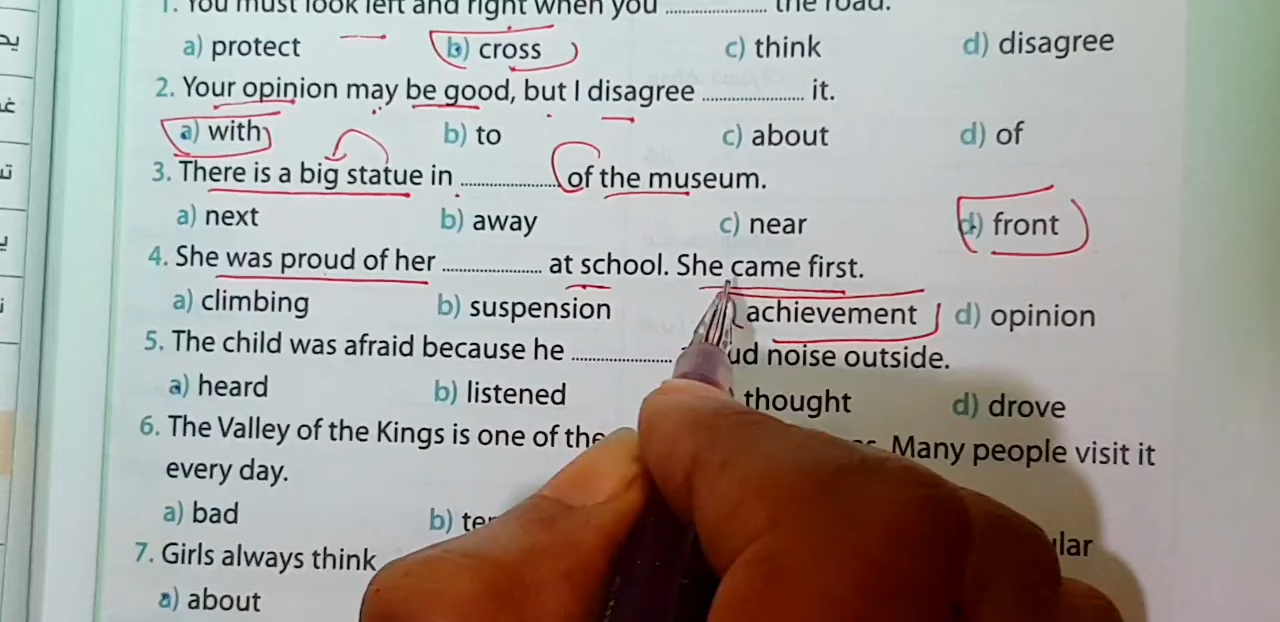 1. You must look left and right when you .................... the road.
a) protect b) cross c) think d) disagree
2. Your opinion may be good, but I disagree .................... it.
a) with b) to c) about d) of
3. There is a big statue in .................... of the museum.
a) next b) away c) near d) front
4. She was proud of her .................... at school. She came first.
a) climbing b) suspension achievement d) opinion
5. The child was afraid because he .................... noise outside.
a) heard b) listened thought d) drove
6. The Valley of the Kings is one of the Many people visit it
every day.
a) bad b)
7. Girls always think
a) about